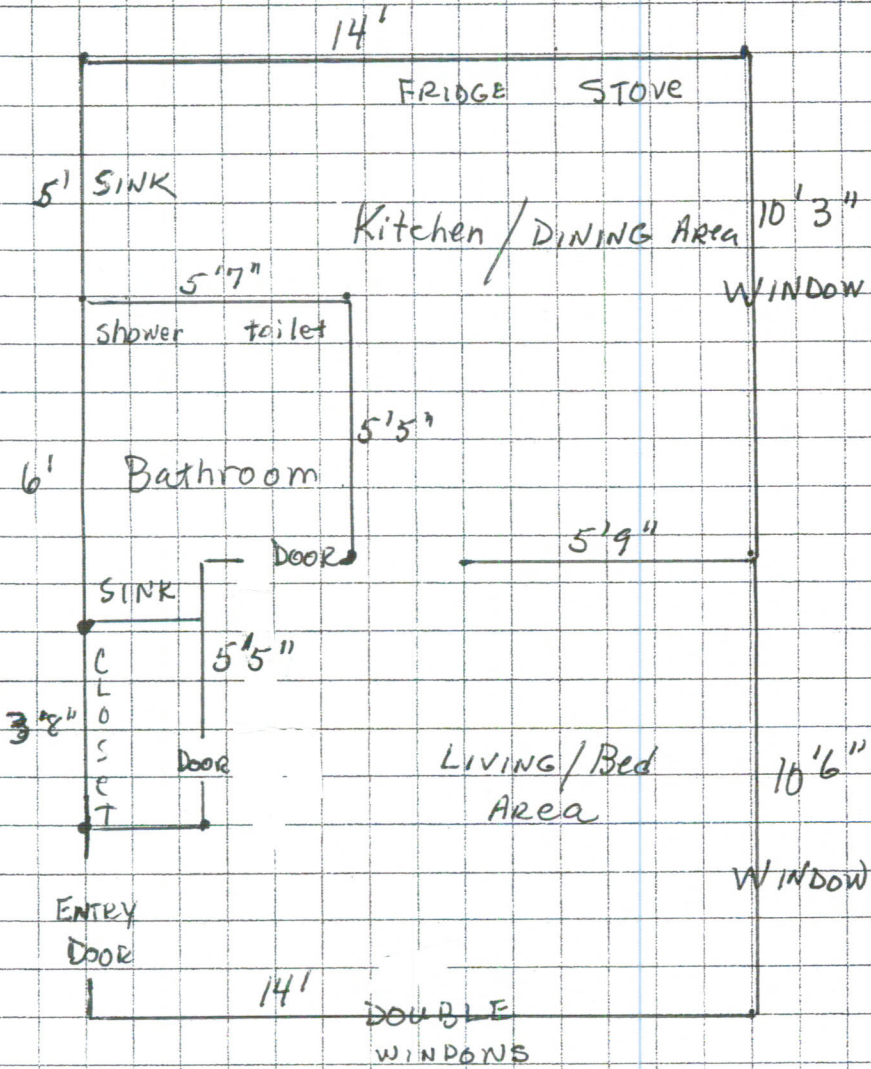 14'
FRIDGE STOVE
5' SINK
Kitchen / DINING AREA 10'3"
5'7"
WINDOW
shower toilet
5'5"
6' Bathroom
5'9"
DOOR
SINK
5'5"
CLOSET
3'8"
DOOR
LIVING / Bed
AREA
10'6"
WINDOW
ENTRY
DOOR
14'
DOUBLE
WINDOWS